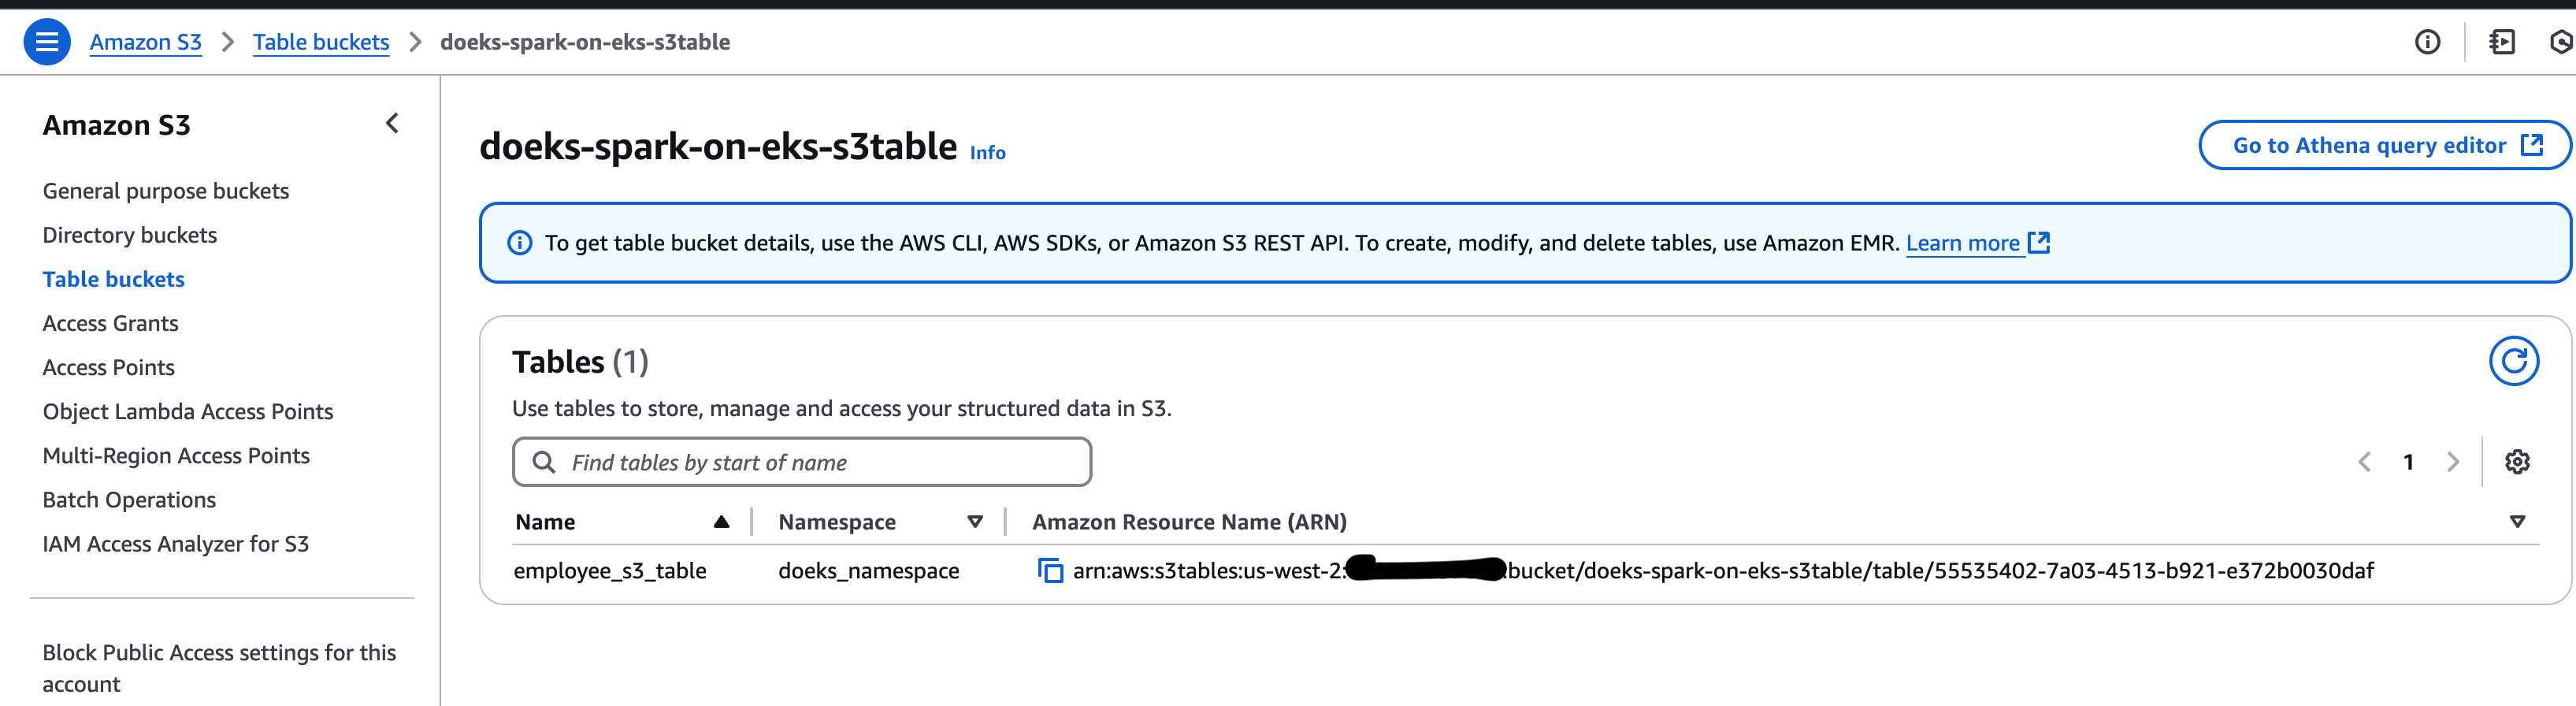 Amazon S3 > Table buckets > doeks-spark-on-eks-s3table
Amazon S3
General purpose buckets
Directory buckets
Table buckets
Access Grants
Access Points
Object Lambda Access Points
Multi-Region Access Points
Batch Operations
IAM Access Analyzer for S3
Block Public Access settings for this
account
doeks-spark-on-eks-s3table Info
Go to Athena query editor
To get table bucket details, use the AWS CLI, AWS SDKs, or Amazon S3 REST API. To create, modify, and delete tables, use Amazon EMR. Learn more
Tables (1)
Use tables to store, manage and access your structured data in S3.
Find tables by start of name
1
Name Namespace Amazon Resource Name (ARN)
employee_s3_table doeks_namespace arn:aws:s3tables:us-west-2: :bucket/doeks-spark-on-eks-s3table/table/55535402-7a03-4513-b921-e372b0030daf